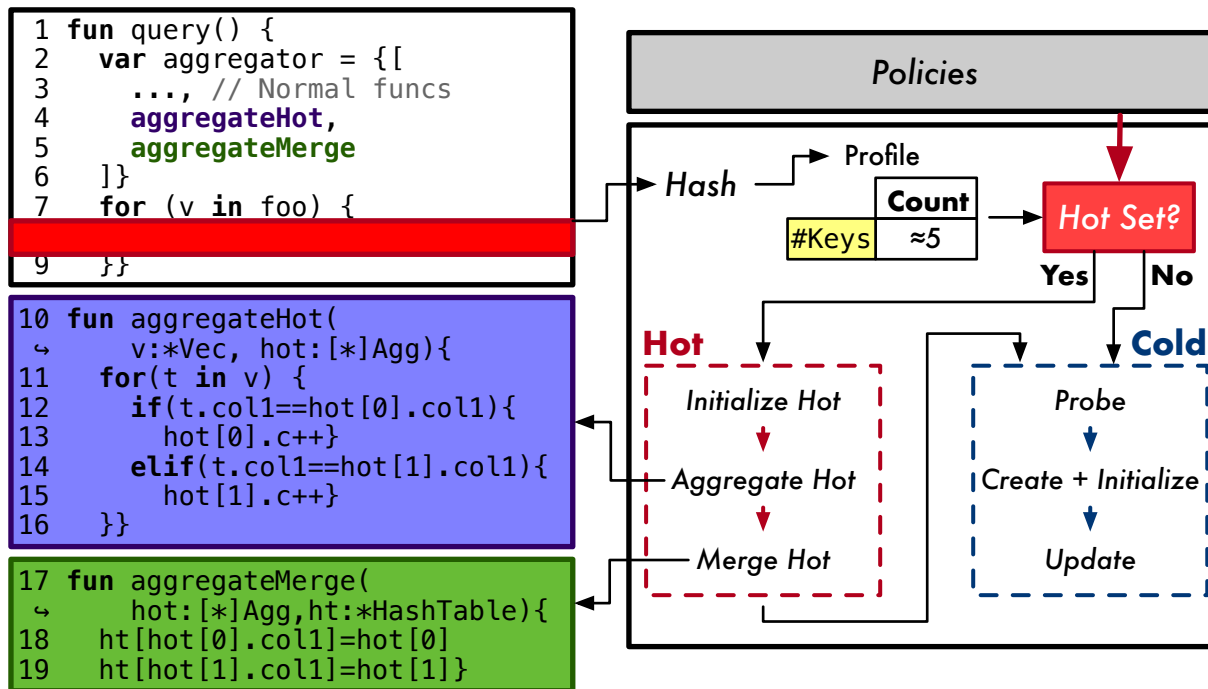 1 fun query() {
2 var aggregator = {[
3 ..., // Normal funcs
4 aggregateHot,
5 aggregateMerge
6 ]}
7 for (v in foo) {
9 }}
10 fun aggregateHot(
↪ v:*Vec, hot:[*]Agg){
11 for(t in v) {
12 if(t.col1==hot[0].col1){
13 hot[0].c++}
14 elif(t.col1==hot[1].col1){
15 hot[1].c++}
16 }}
17 fun aggregateMerge(
↪ hot:[*]Agg,ht:*HashTable){
18 ht[hot[0].col1]=hot[0]
19 ht[hot[1].col1]=hot[1]}
Policies
Hash
Profile
Count
#Keys ≈5
Hot Set?
Yes No
Hot
Initialize Hot
Aggregate Hot
Merge Hot
Cold
Probe
Create + Initialize
Update